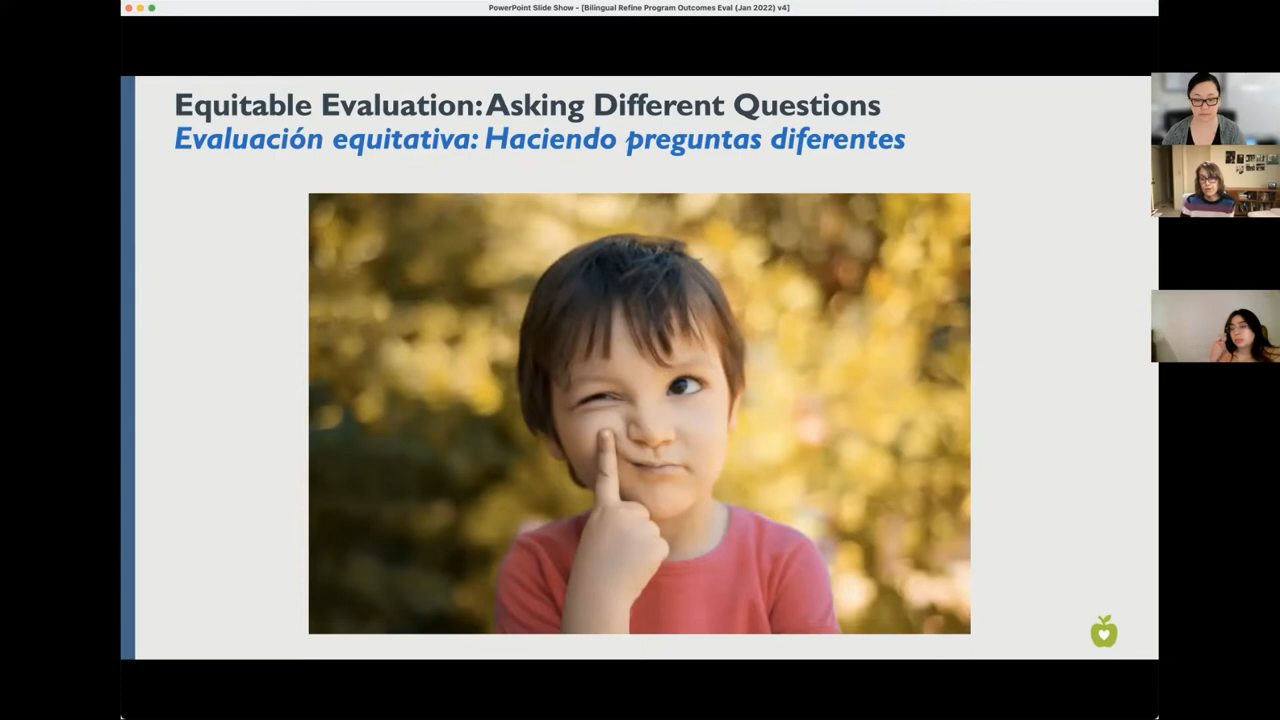 PowerPoint Slide Show - [Bilingual Refine Program Outcomes Eval (Jan 2022) v4]
Equitable Evaluation: Asking Different Questions
Evaluación equitativa: Haciendo preguntas diferentes